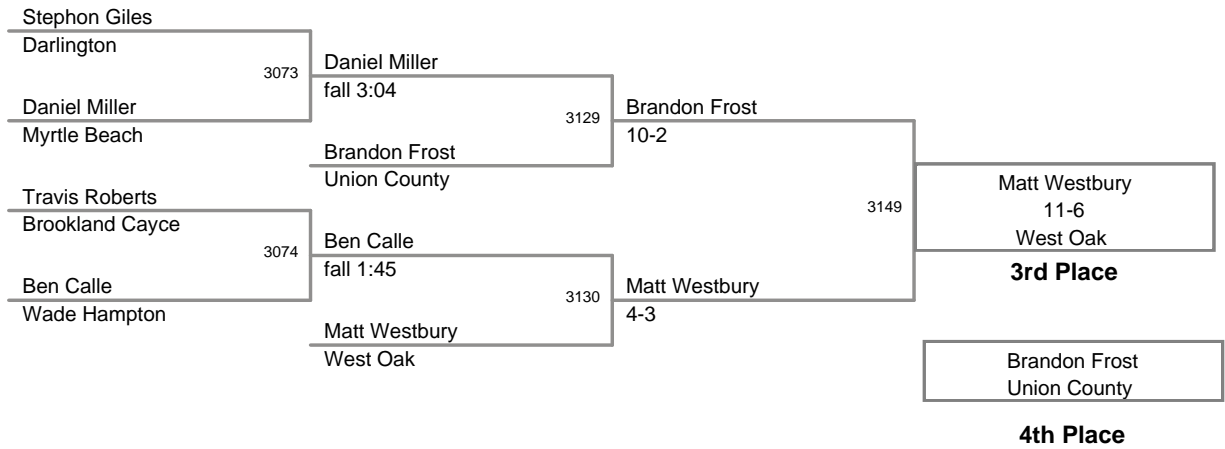 Stephon Giles
Darlington
3073
Daniel Miller
Myrtle Beach
Daniel Miller
fall 3:04
3129
Brandon Frost
Union County
Brandon Frost
10-2
Travis Roberts
Brookland Cayce
3074
Ben Calle
Wade Hampton
Ben Calle
fall 1:45
3130
Matt Westbury
West Oak
Matt Westbury
4-3
3149
Matt Westbury
11-6
West Oak
3rd Place
Brandon Frost
Union County
4th Place